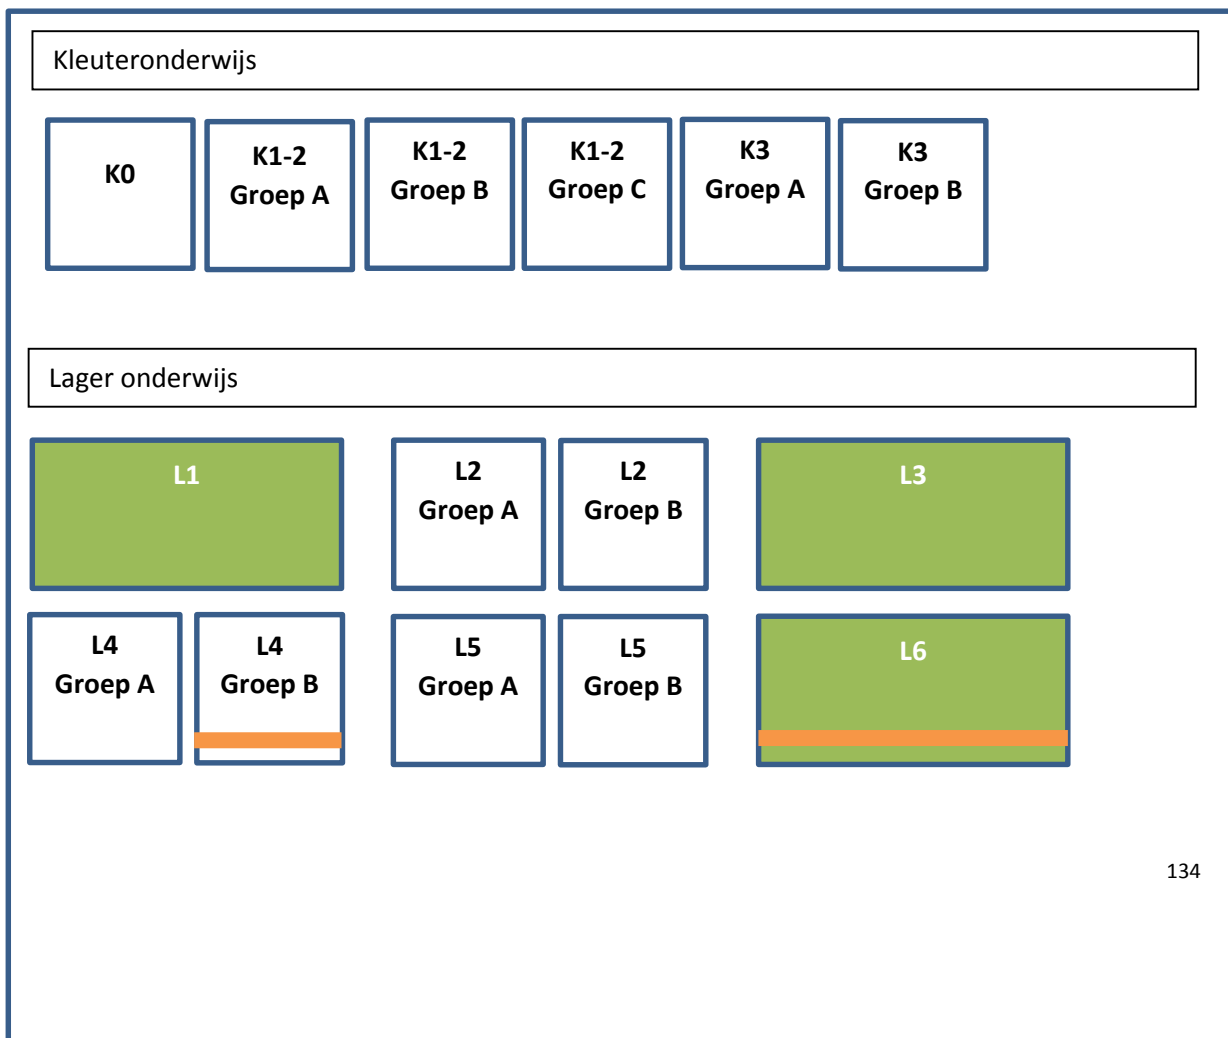 Kleuteronderwijs
K0
K1-2
Groep A
K1-2
Groep B
K1-2
Groep C
K3
Groep A
K3
Groep B
Lager onderwijs
L1
L2
Groep A
L2
Groep B
L3
L4
Groep A
L4
Groep B
L5
Groep A
L5
Groep B
L6
134